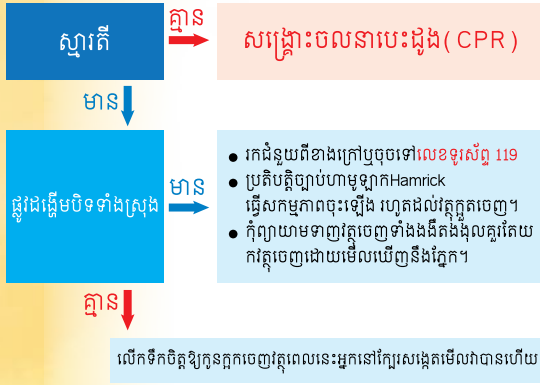 ស្មារតី
គ្មាន
សង្គ្រោះចលនាបេះដូង( CPR )
មាន
ផ្លូវដង្ហើមបិទទាំងស្រុង
មាន
● រកជំនួយពីខាងក្រៅឬចុចទៅលេខទូរស័ព្ទ 119
● ប្រតិបត្តិច្បាប់ហាមូឡាកHamrick
ធ្វើសកម្មភាពចុះឡើង រហូតដល់វត្ថុក្អួតចេញ។
● កុំព្យាយាមទាញវត្ថុចេញទាំងងងឹតងងុលគួរតែយ
កវត្ថុចេញដោយមើលឃើញនឹងភ្នែក។
គ្មាន
លើកទឹកចិត្តឱ្យកូនក្អកចេញវត្ថុពេលនេះអ្នកនៅក្បែរសង្កេតមើលវាបានហើយ